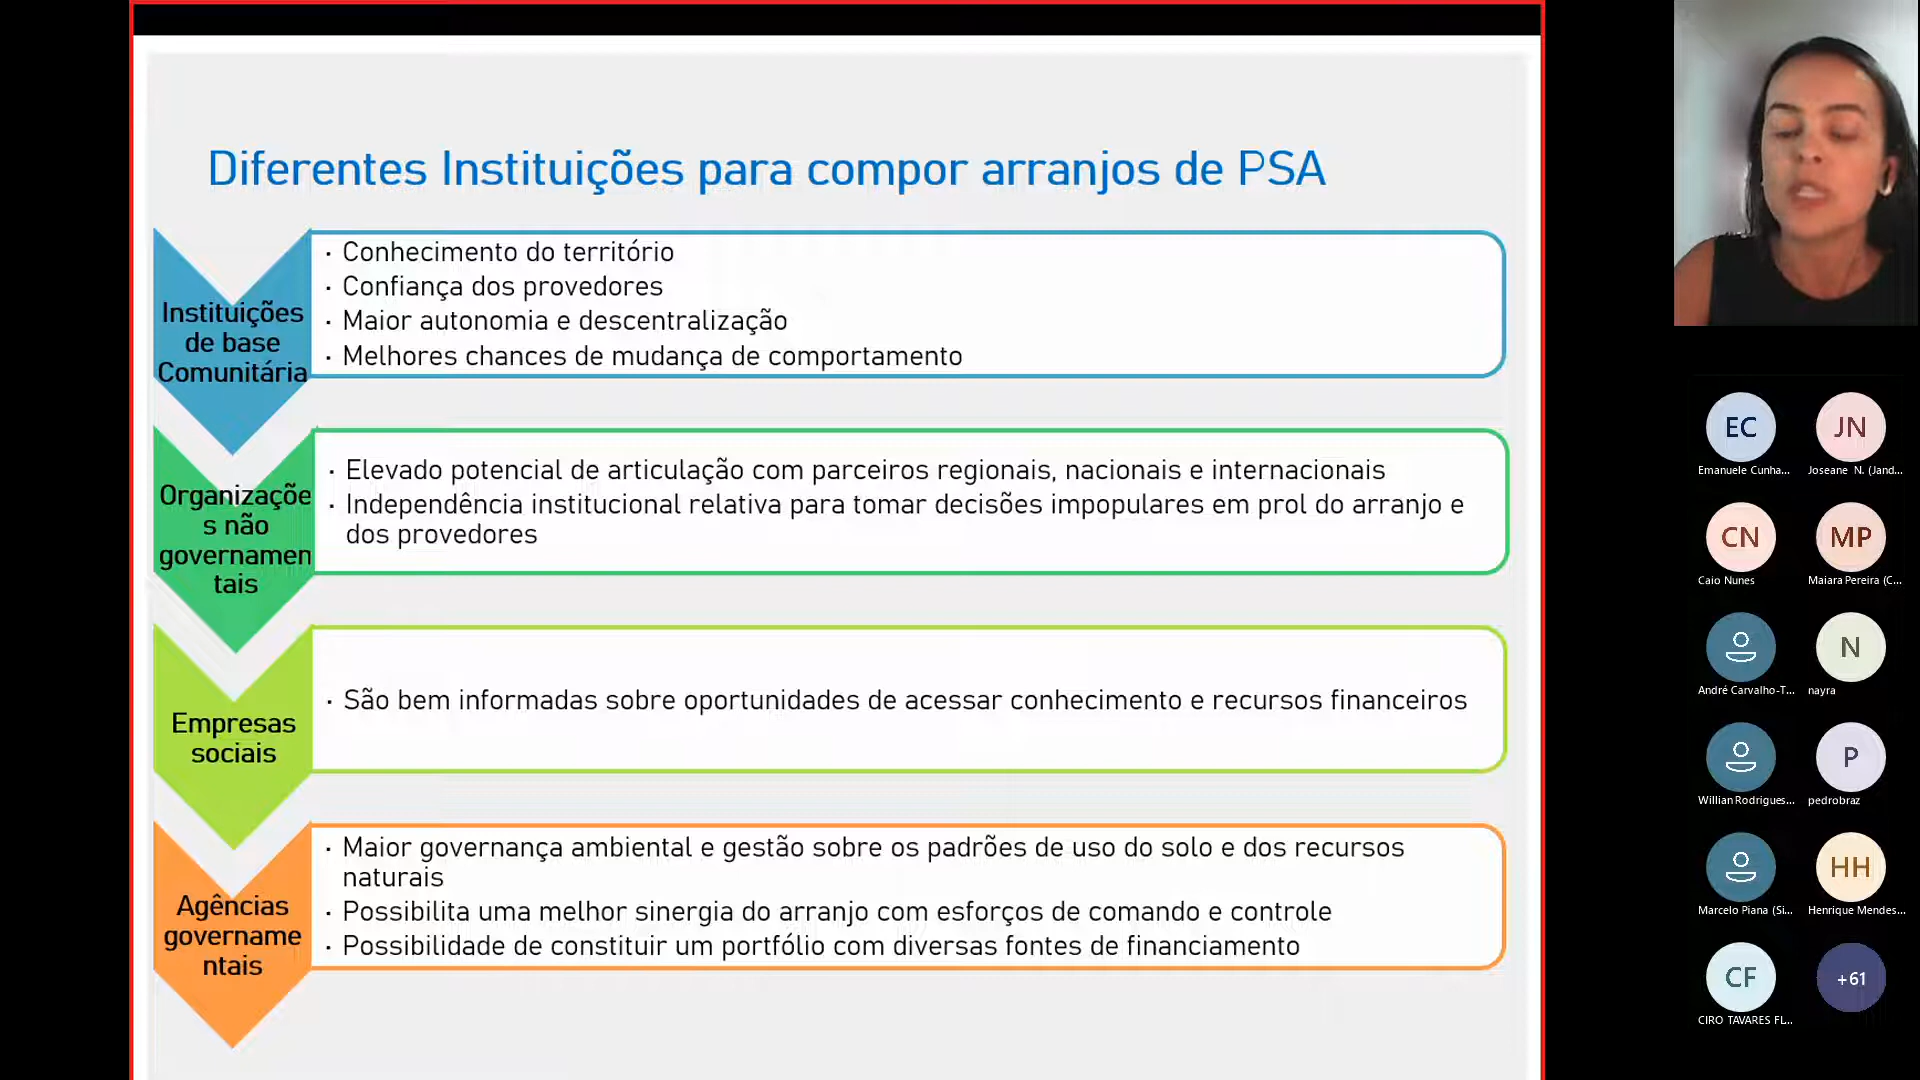 Diferentes Instituições para compor arranjos de PSA
Instituições
de base
Comunitária
· Conhecimento do território
· Confiança dos provedores
· Maior autonomia e descentralização
· Melhores chances de mudança de comportamento
Organizaçõe
s não
governamen
tais
· Elevado potencial de articulação com parceiros regionais, nacionais e internacionais
· Independência institucional relativa para tomar decisões impopulares em prol do arranjo e
dos provedores
Empresas
sociais
· São bem informadas sobre oportunidades de acessar conhecimento e recursos financeiros
Agências
govername
ntais
· Maior governança ambiental e gestão sobre os padrões de uso do solo e dos recursos
naturais
· Possibilita uma melhor sinergia do arranjo com esforços de comando e controle
· Possibilidade de constituir um portfólio com diversas fontes de financiamento
EC
Emanuele Cunha...
JN
Joseane N. (Jand...
CN
Caio Nunes
MP
Maiara Pereira (C...
André Carvalho-T...
N
nayra
Willian Rodrigues...
P
pedrobraz
Marcelo Piana (Si...
HH
Henrique Mendes...
CF
CIRO TAVARES FL...
+61